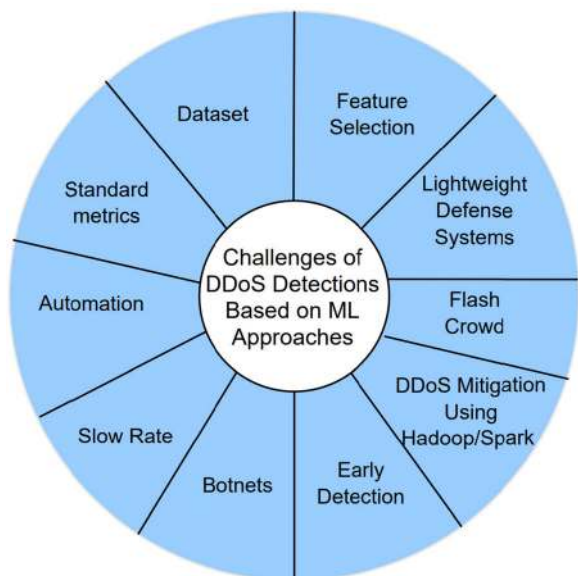 Challenges of
DDoS Detections
Based on ML
Approaches
Feature
Selection
Lightweight
Defense
Systems
Flash
Crowd
DDoS Mitigation
Using
Hadoop/Spark
Early
Detection
Botnets
Slow Rate
Automation
Standard
metrics
Dataset